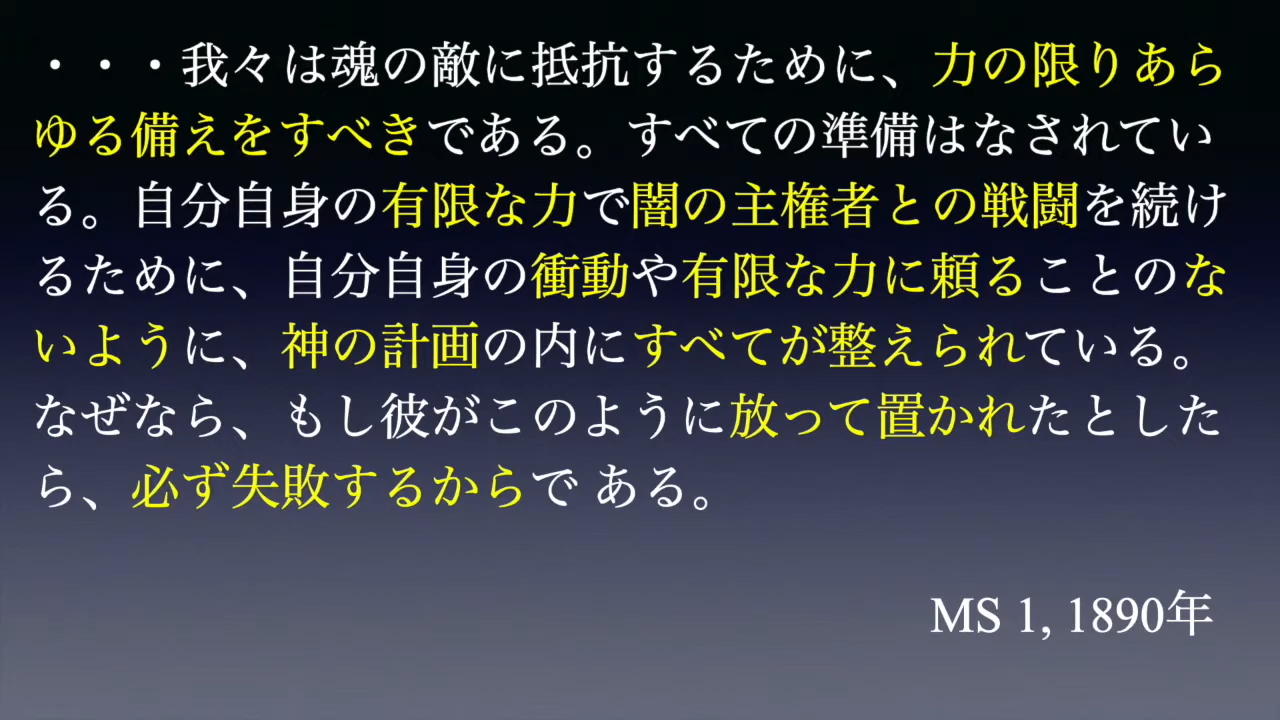 ・・・我々は魂の敵に抵抗するために、力の限りあら
ゆる備えをすべきである。すべての準備はなされてい
る。自分自身の有限な力で闇の主権者との戦闘を続け
るために、自分自身の衝動や有限な力に頼ることのな
いように、神の計画の内にすべてが整えられている。
なぜなら、もし彼がこのように放って置かれたとした
ら、必ず失敗するからで ある。
MS 1, 1890年